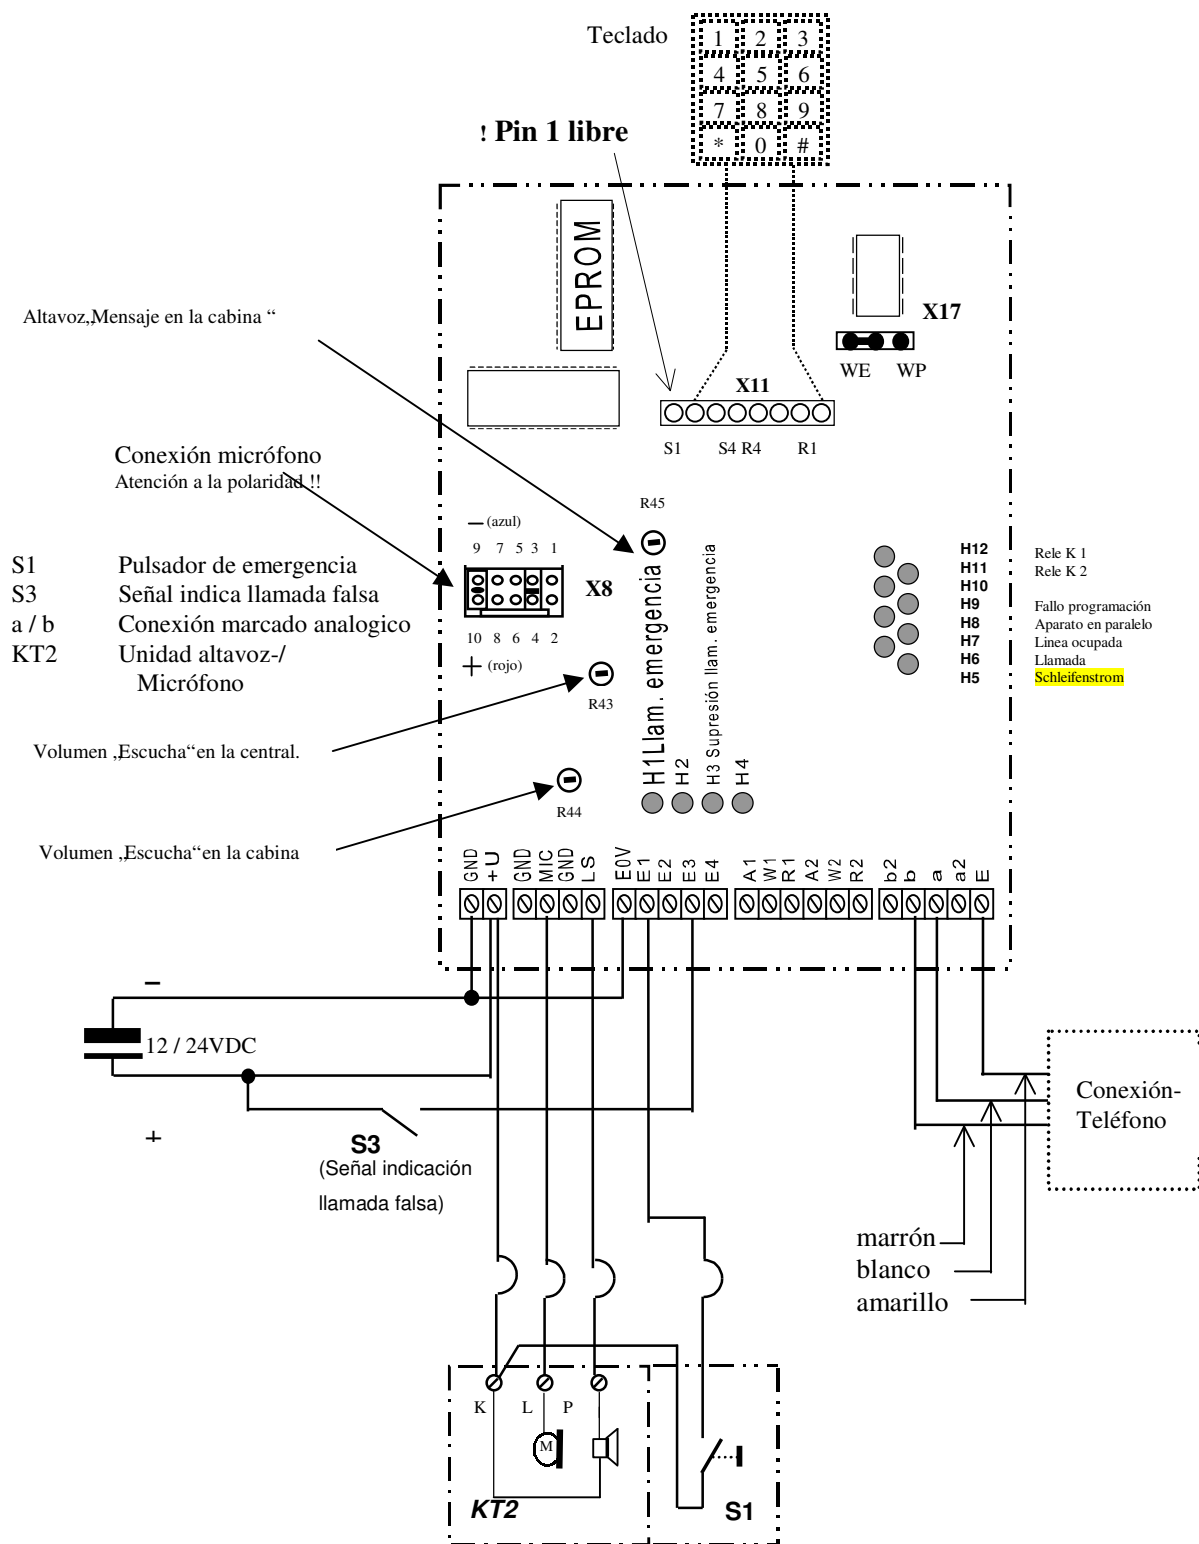 Teclado
1 2 3
4 5 6
7 8 9
* 0 #
! Pin 1 libre
EPROM
X17
WE WP
Altavoz„Mensaje en la cabina “
X11
S1 S4 R4 R1
Conexión micrófono
Atención a la polaridad !!
R45
(azul)
9 7 5 3 1
X8
10 8 6 4 2
+ (rojo)
S1 Pulsador de emergencia
S3 Señal indica llamada falsa
a / b Conexión marcado analogico
KT2 Unidad altavoz-/
Micrófono
H12 Rele K 1
H11 Rele K 2
H10
H9 Fallo programación
H8 Aparato en paralelo
H7 Linea ocupada
H6 Llamada
H5 Schleifenstrom
R43
H1Llam. emergencia
H2
H3 Supresión llam. emergencia
H4
Volumen „Escucha“en la central.
R44
Volumen „Escucha“en la cabina
GND +U GND MIC GND LS E0V E1 E2 E3 E4 A1 W1 R1 A2 W2 R2 b2 b a a2 E
−
12 / 24VDC
+
S3
(Señal indicación
llamada falsa)
Conexión-
Teléfono
marrón
blanco
amarillo
K L P
M
KT2
S1